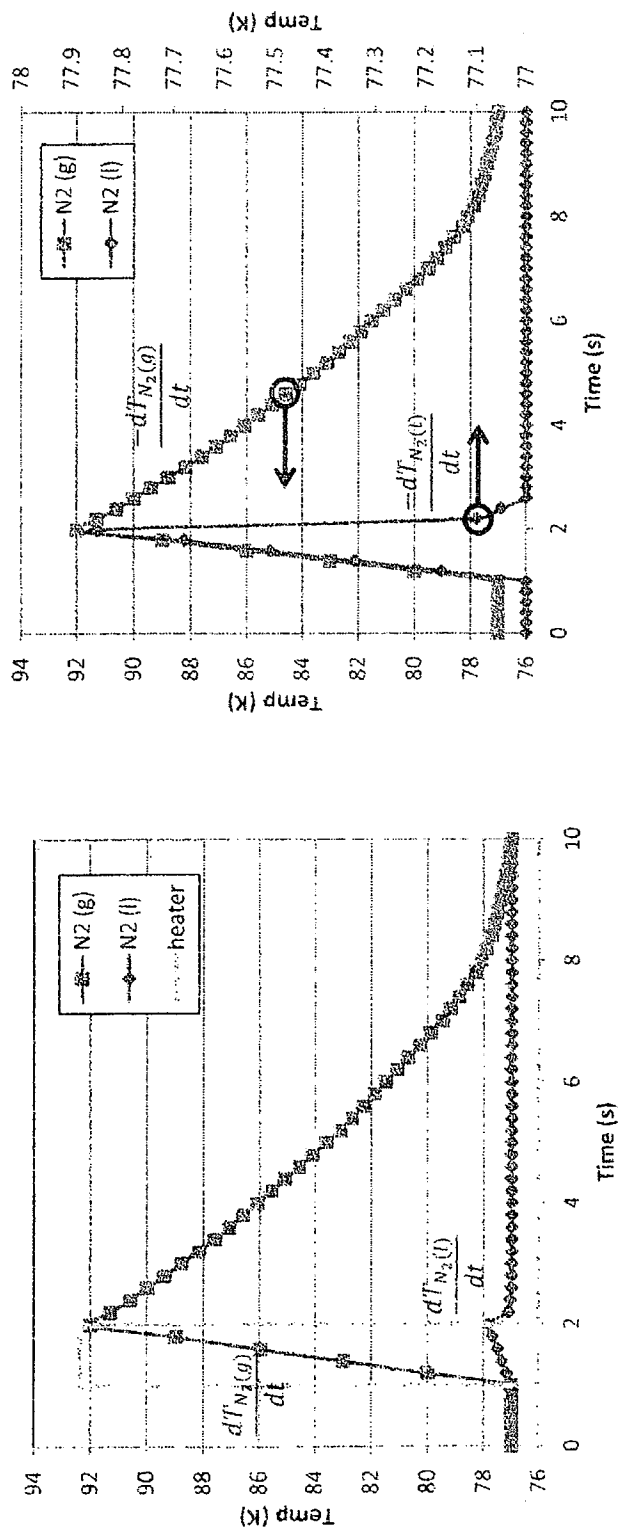 94
92
90
88
86
84
82
80
78
76
Temp (K)
0
2
4
6
8
10
Time (s)
N2 (g)
N2 (l)
heater
dT_{N_2(g)}
dt
dT_{N_2(l)}
dt
94
92
90
88
86
84
82
80
78
76
Temp (K)
0
2
4
6
8
10
Time (s)
78
77.9
77.8
77.7
77.6
77.5
77.4
77.3
77.2
77.1
77
Temp (K)
N2 (g)
N2 (l)
-dT_{N_2(g)}
dt
-dT_{N_2(l)}
dt